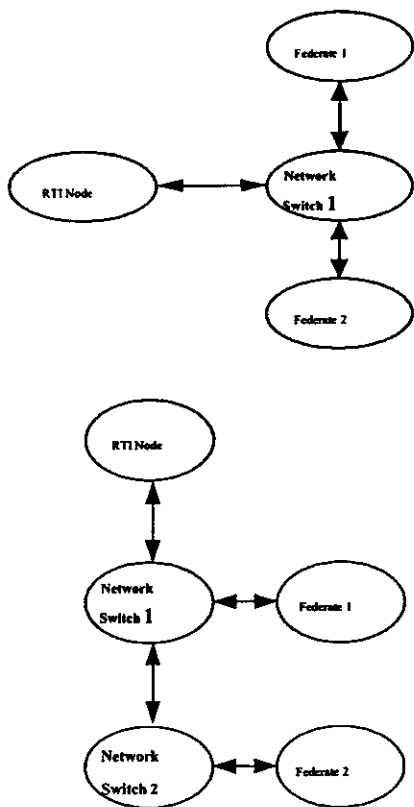 Federate 1
RTI Node
Network
Switch 1
Federate 2
RTI Node
Network
Switch 1
Federate 1
Network
Switch 2
Federate 2